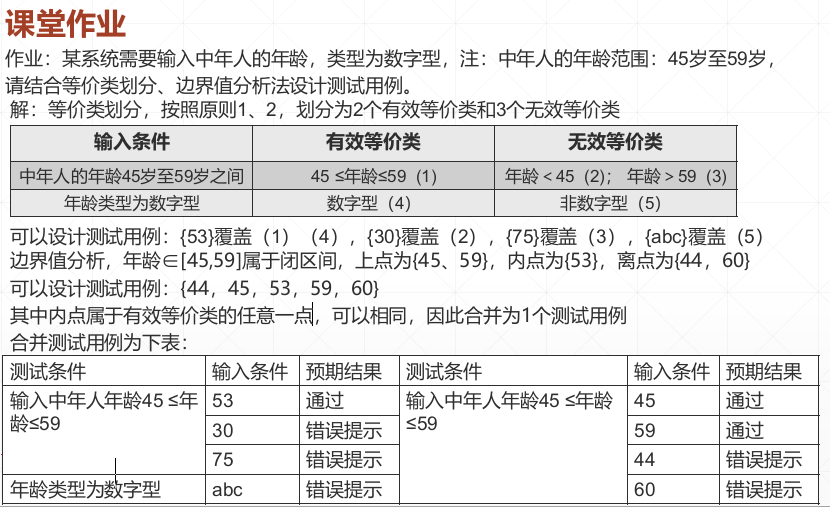 课堂作业
作业：某系统需要输入中年人的年龄，类型为数字型，注：中年人的年龄范围：45岁至59岁，
请结合等价类划分、边界值分析法设计测试用例。
解：等价类划分，按照原则1、2，划分为2个有效等价类和3个无效等价类
输入条件 有效等价类 无效等价类
中年人的年龄45岁至59岁之间 45 ≤年龄≤59（1） 年龄＜45（2）； 年龄＞59（3)
年龄类型为数字型 数字型（4） 非数字型（5）
可以设计测试用例：{53}覆盖（1）（4），{30}覆盖（2），{75}覆盖（3），{abc}覆盖（5）
边界值分析，年龄∈[45,59]属于闭区间，上点为{45、59}，内点为{53}，离点为{44，60}
可以设计测试用例：{44，45，53，59，60}
其中内点属于有效等价类的任意一点，可以相同，因此合并为1个测试用例
合并测试用例为下表：
测试条件 输入条件 预期结果 测试条件 输入条件 预期结果
输入中年人年龄45 ≤年 53 通过 输入中年人年龄45 ≤年龄 45 通过
龄≤59 30 错误提示 ≤59 59 通过
75 错误提示 44 错误提示
年龄类型为数字型 abc 错误提示 60 错误提示